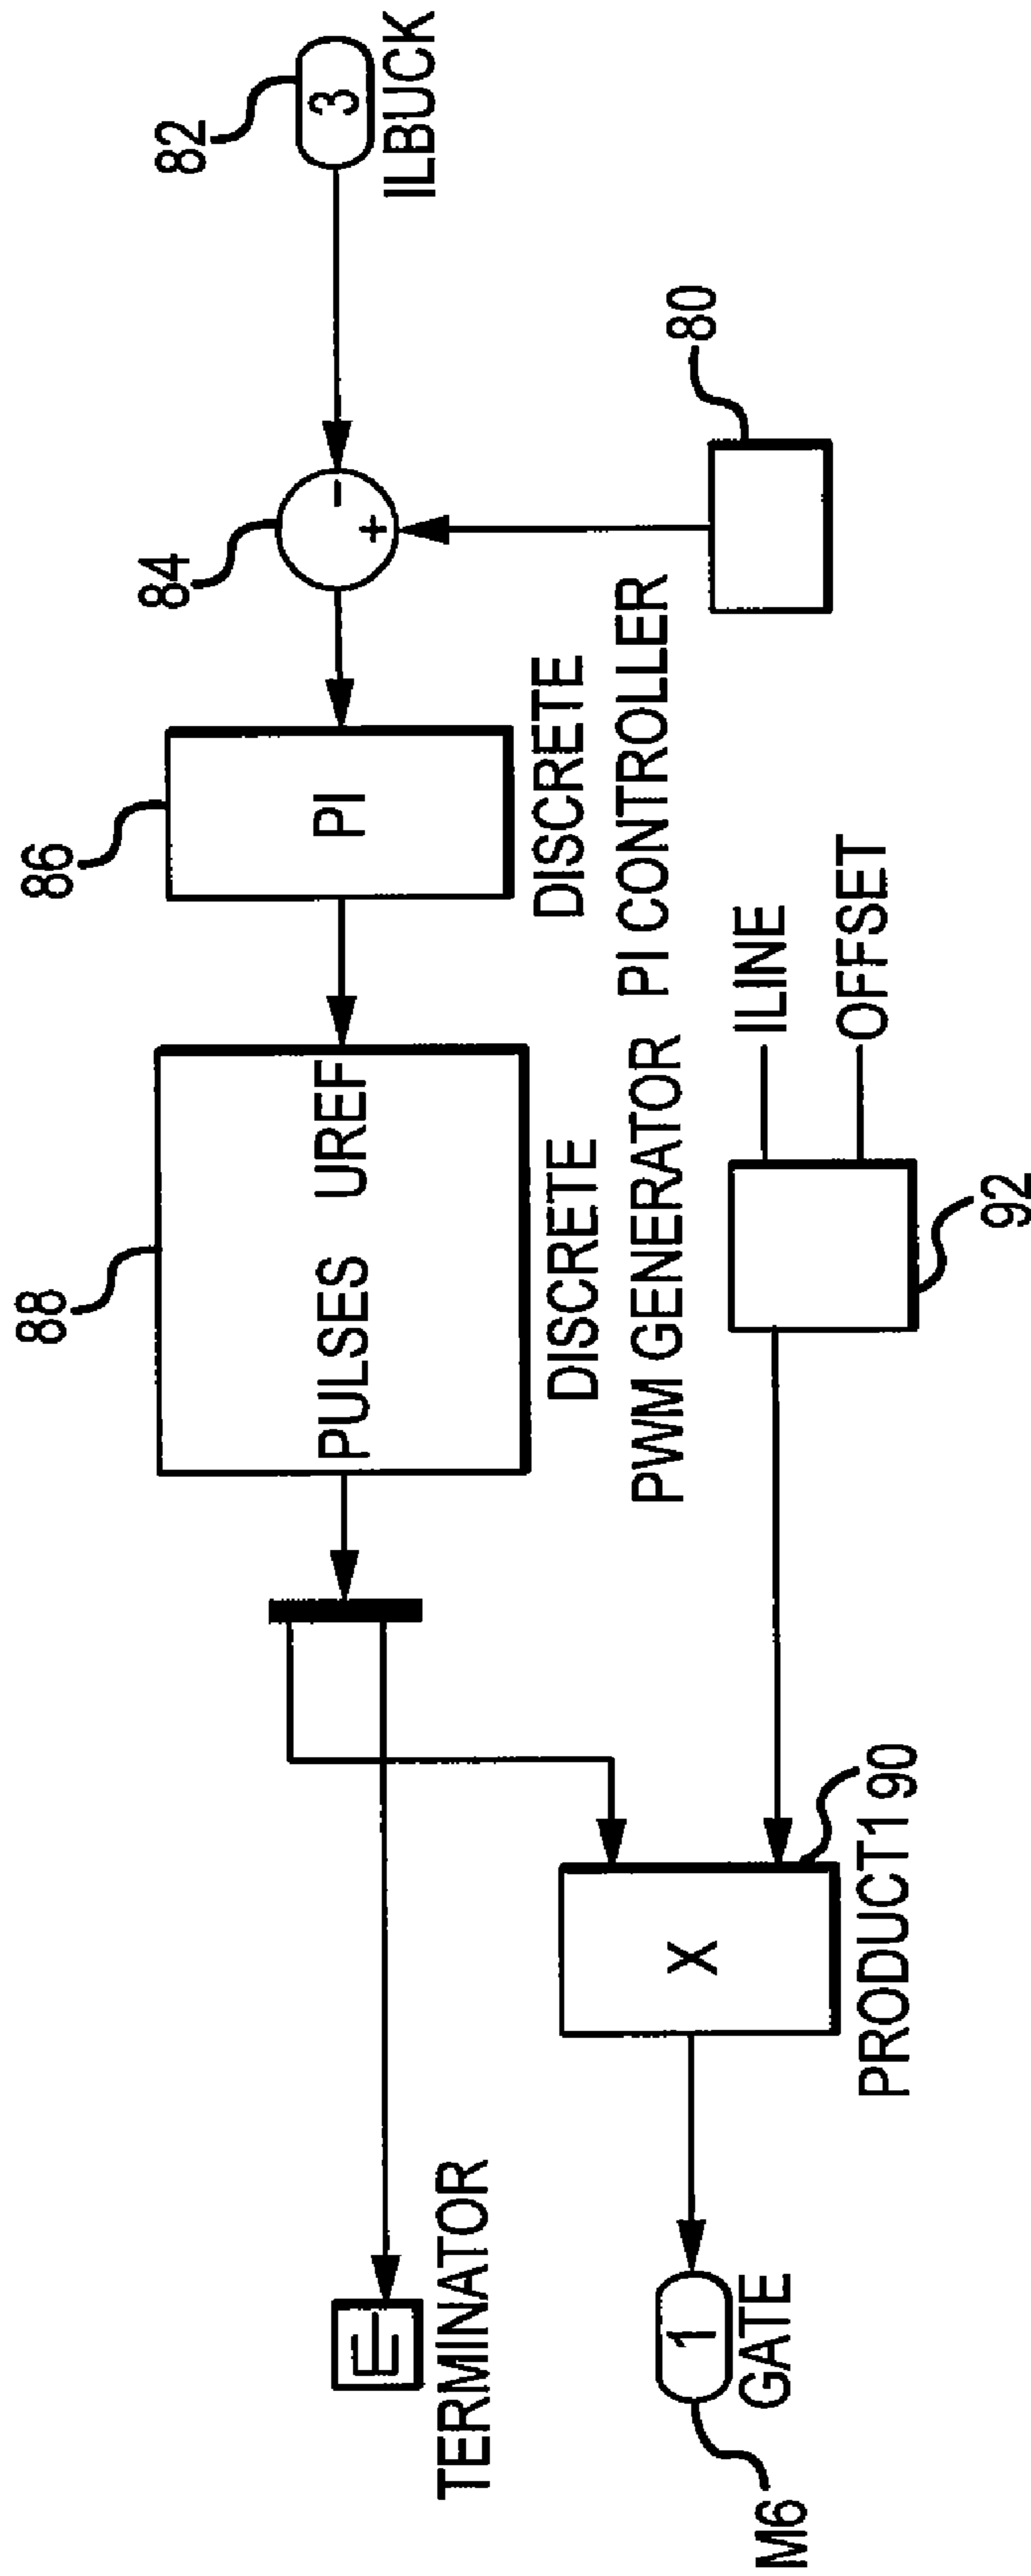 82
3
ILBUCK
84
-
+
80
86
PI
DISCRETE
PI CONTROLLER
88
PULSES UREF
DISCRETE
PWM GENERATOR
ILINE
OFFSET
92
TERMINATOR
X
PRODUCT1
90
1
GATE
M6